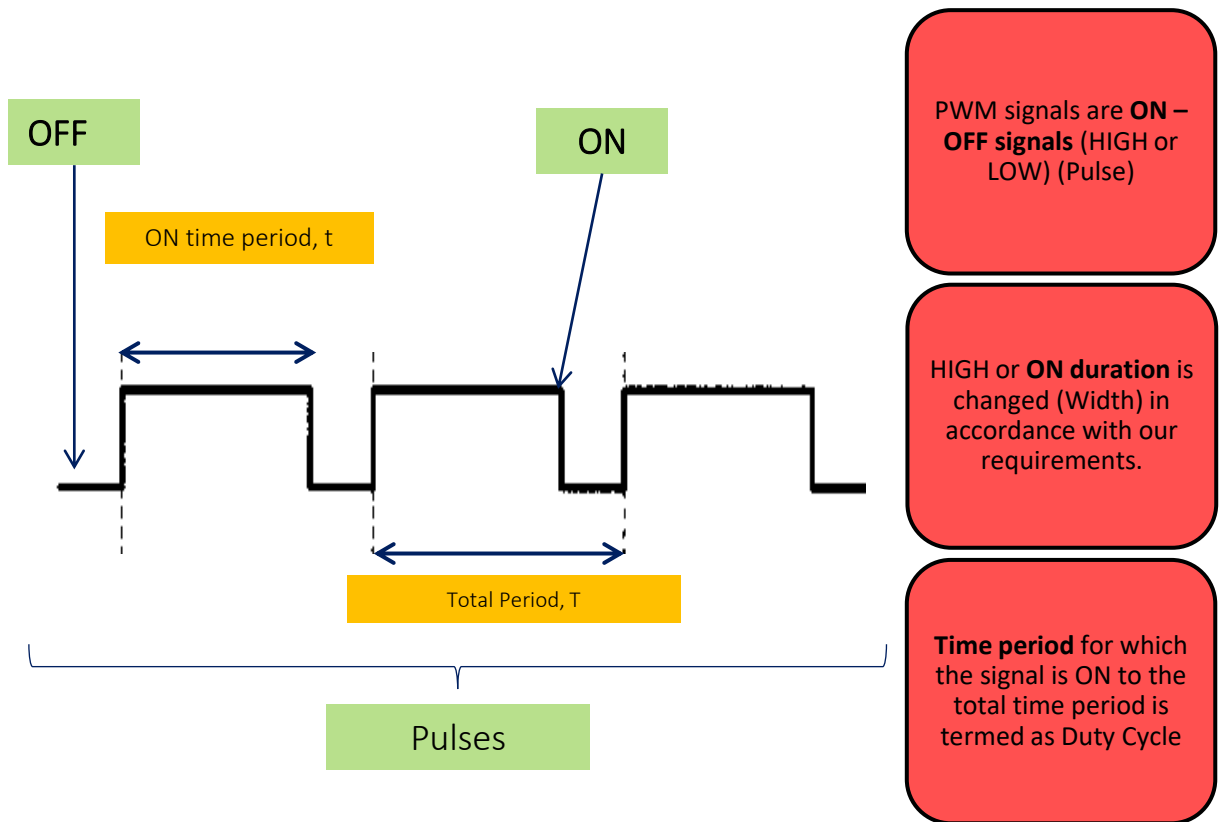 OFF
ON
ON time period, t
Total Period, T
Pulses
PWM signals are ON –
OFF signals (HIGH or
LOW) (Pulse)
HIGH or ON duration is
changed (Width) in
accordance with our
requirements.
Time period for which
the signal is ON to the
total time period is
termed as Duty Cycle